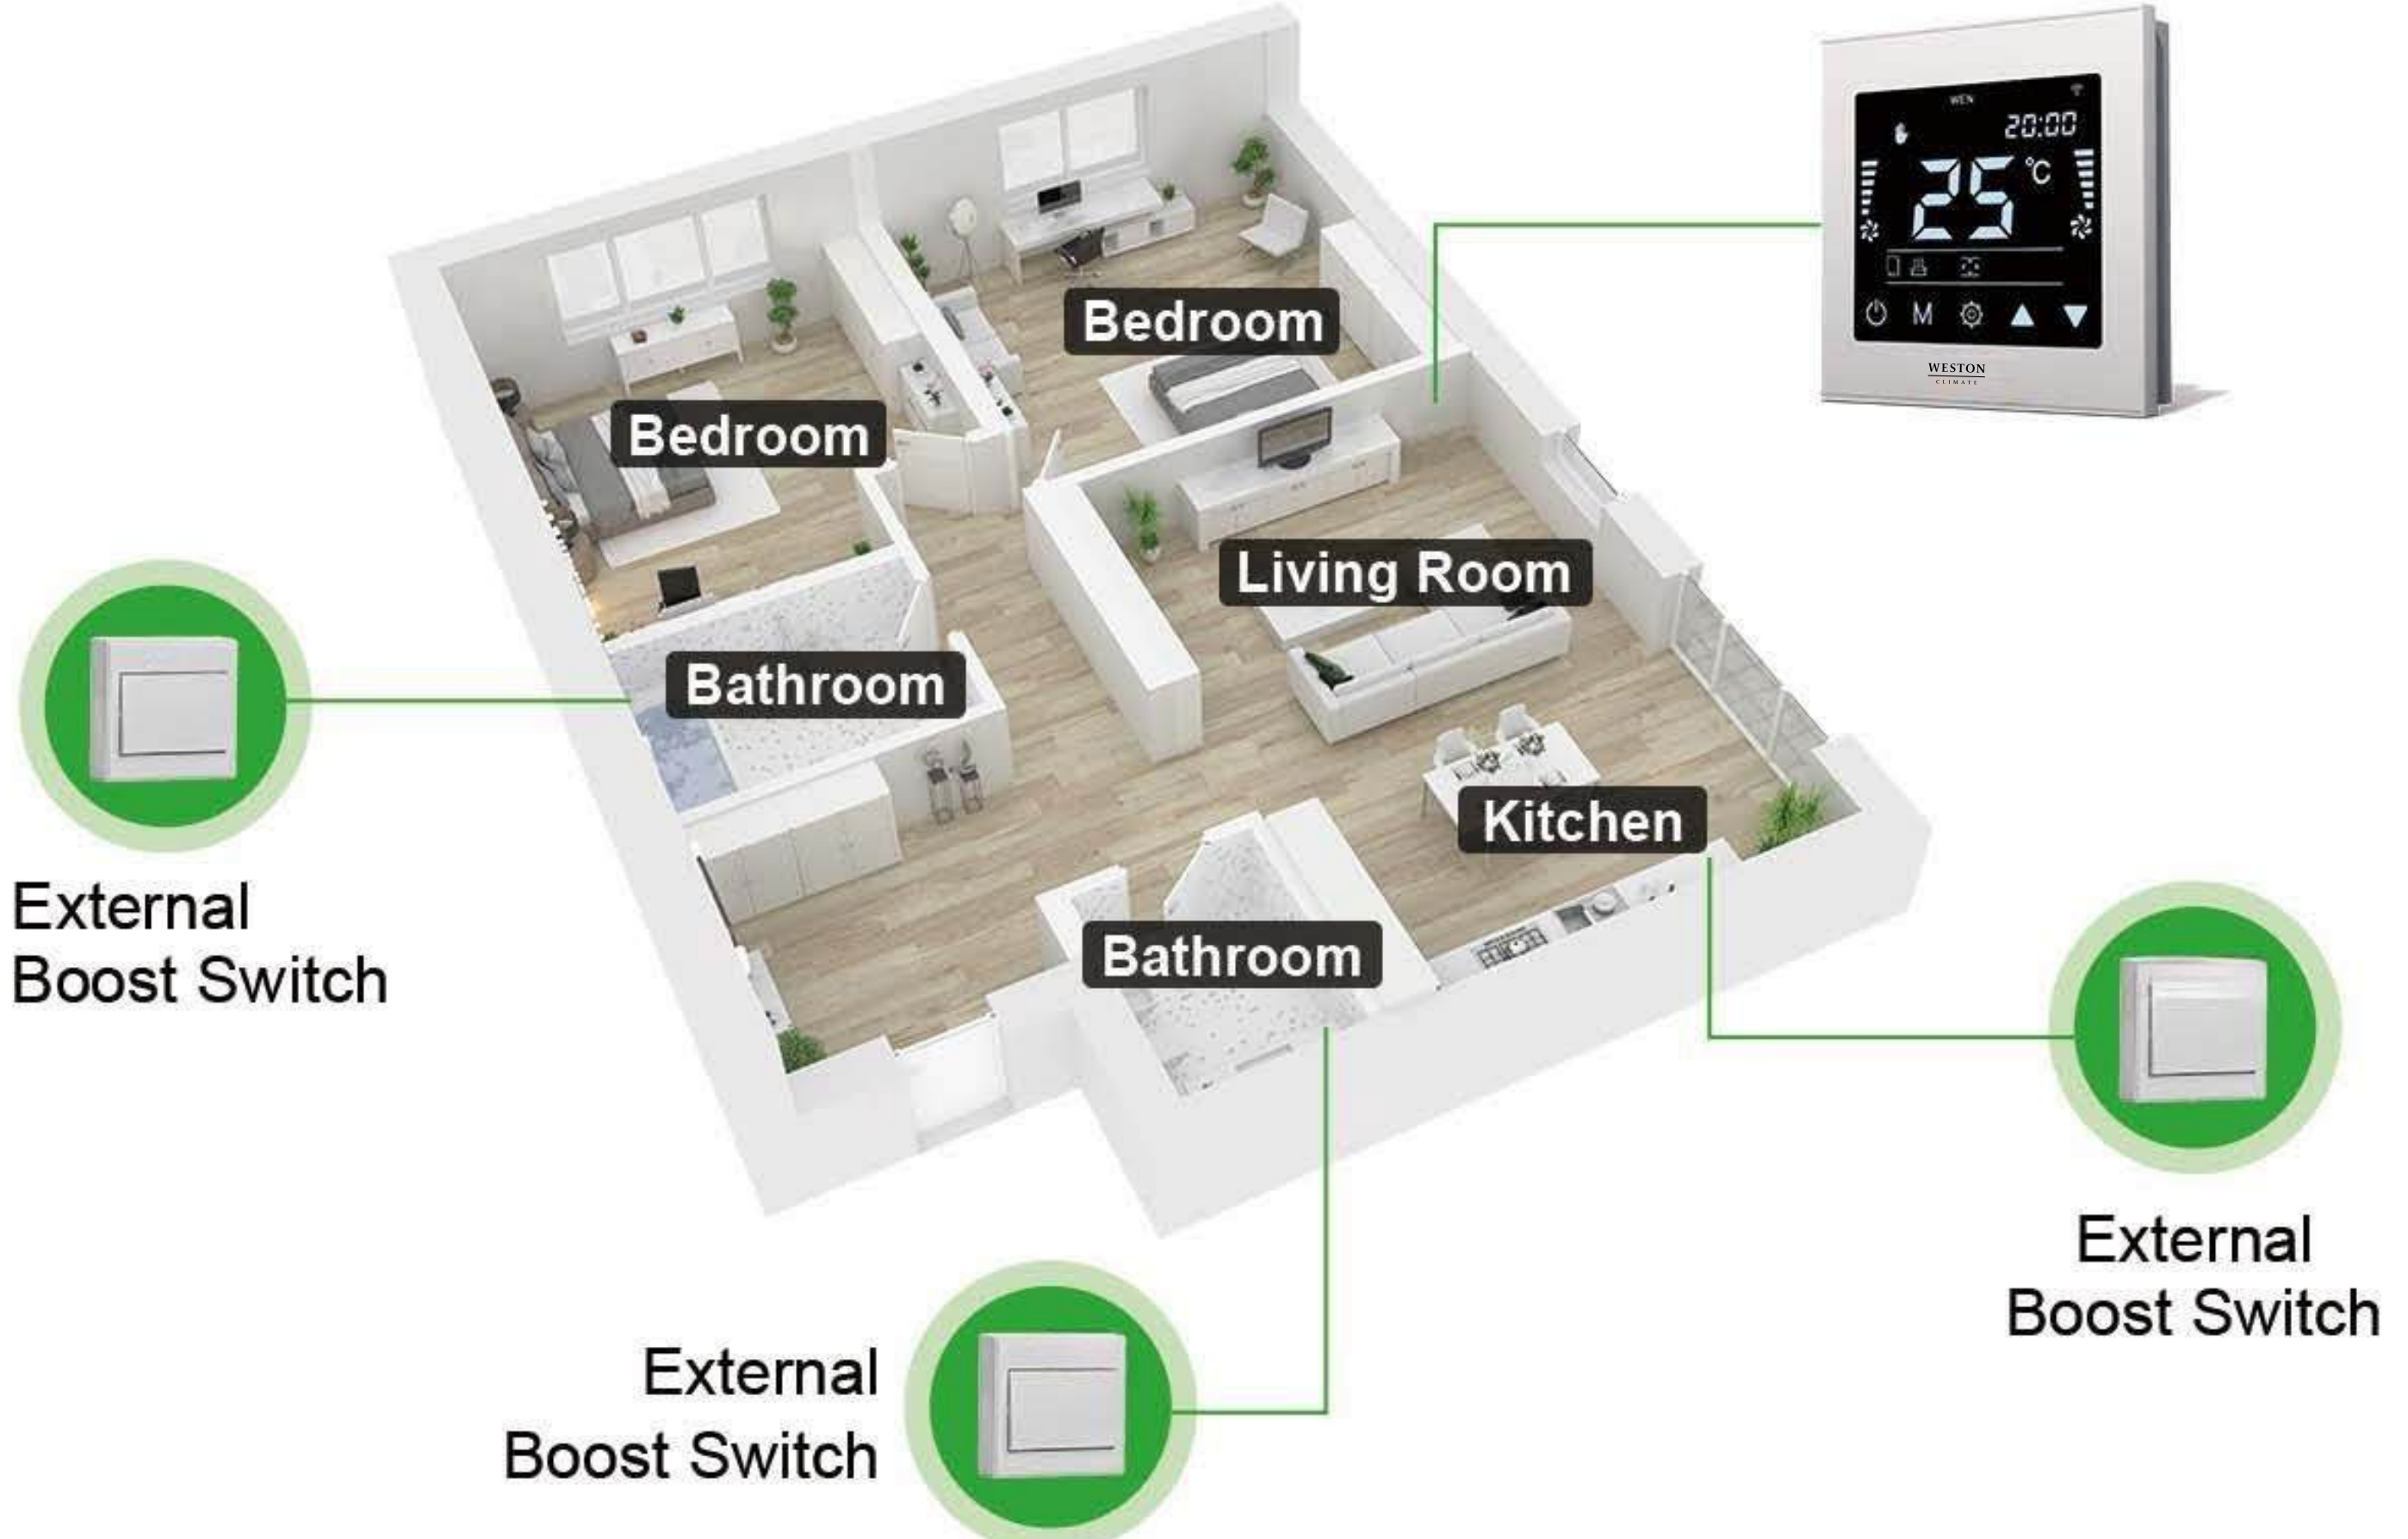 WEN
20:00
25 °C
M
WESTON
CLIMATE
Bedroom
Bedroom
Living Room
Bathroom
Kitchen
Bathroom
External
Boost Switch
External
Boost Switch
External
Boost Switch